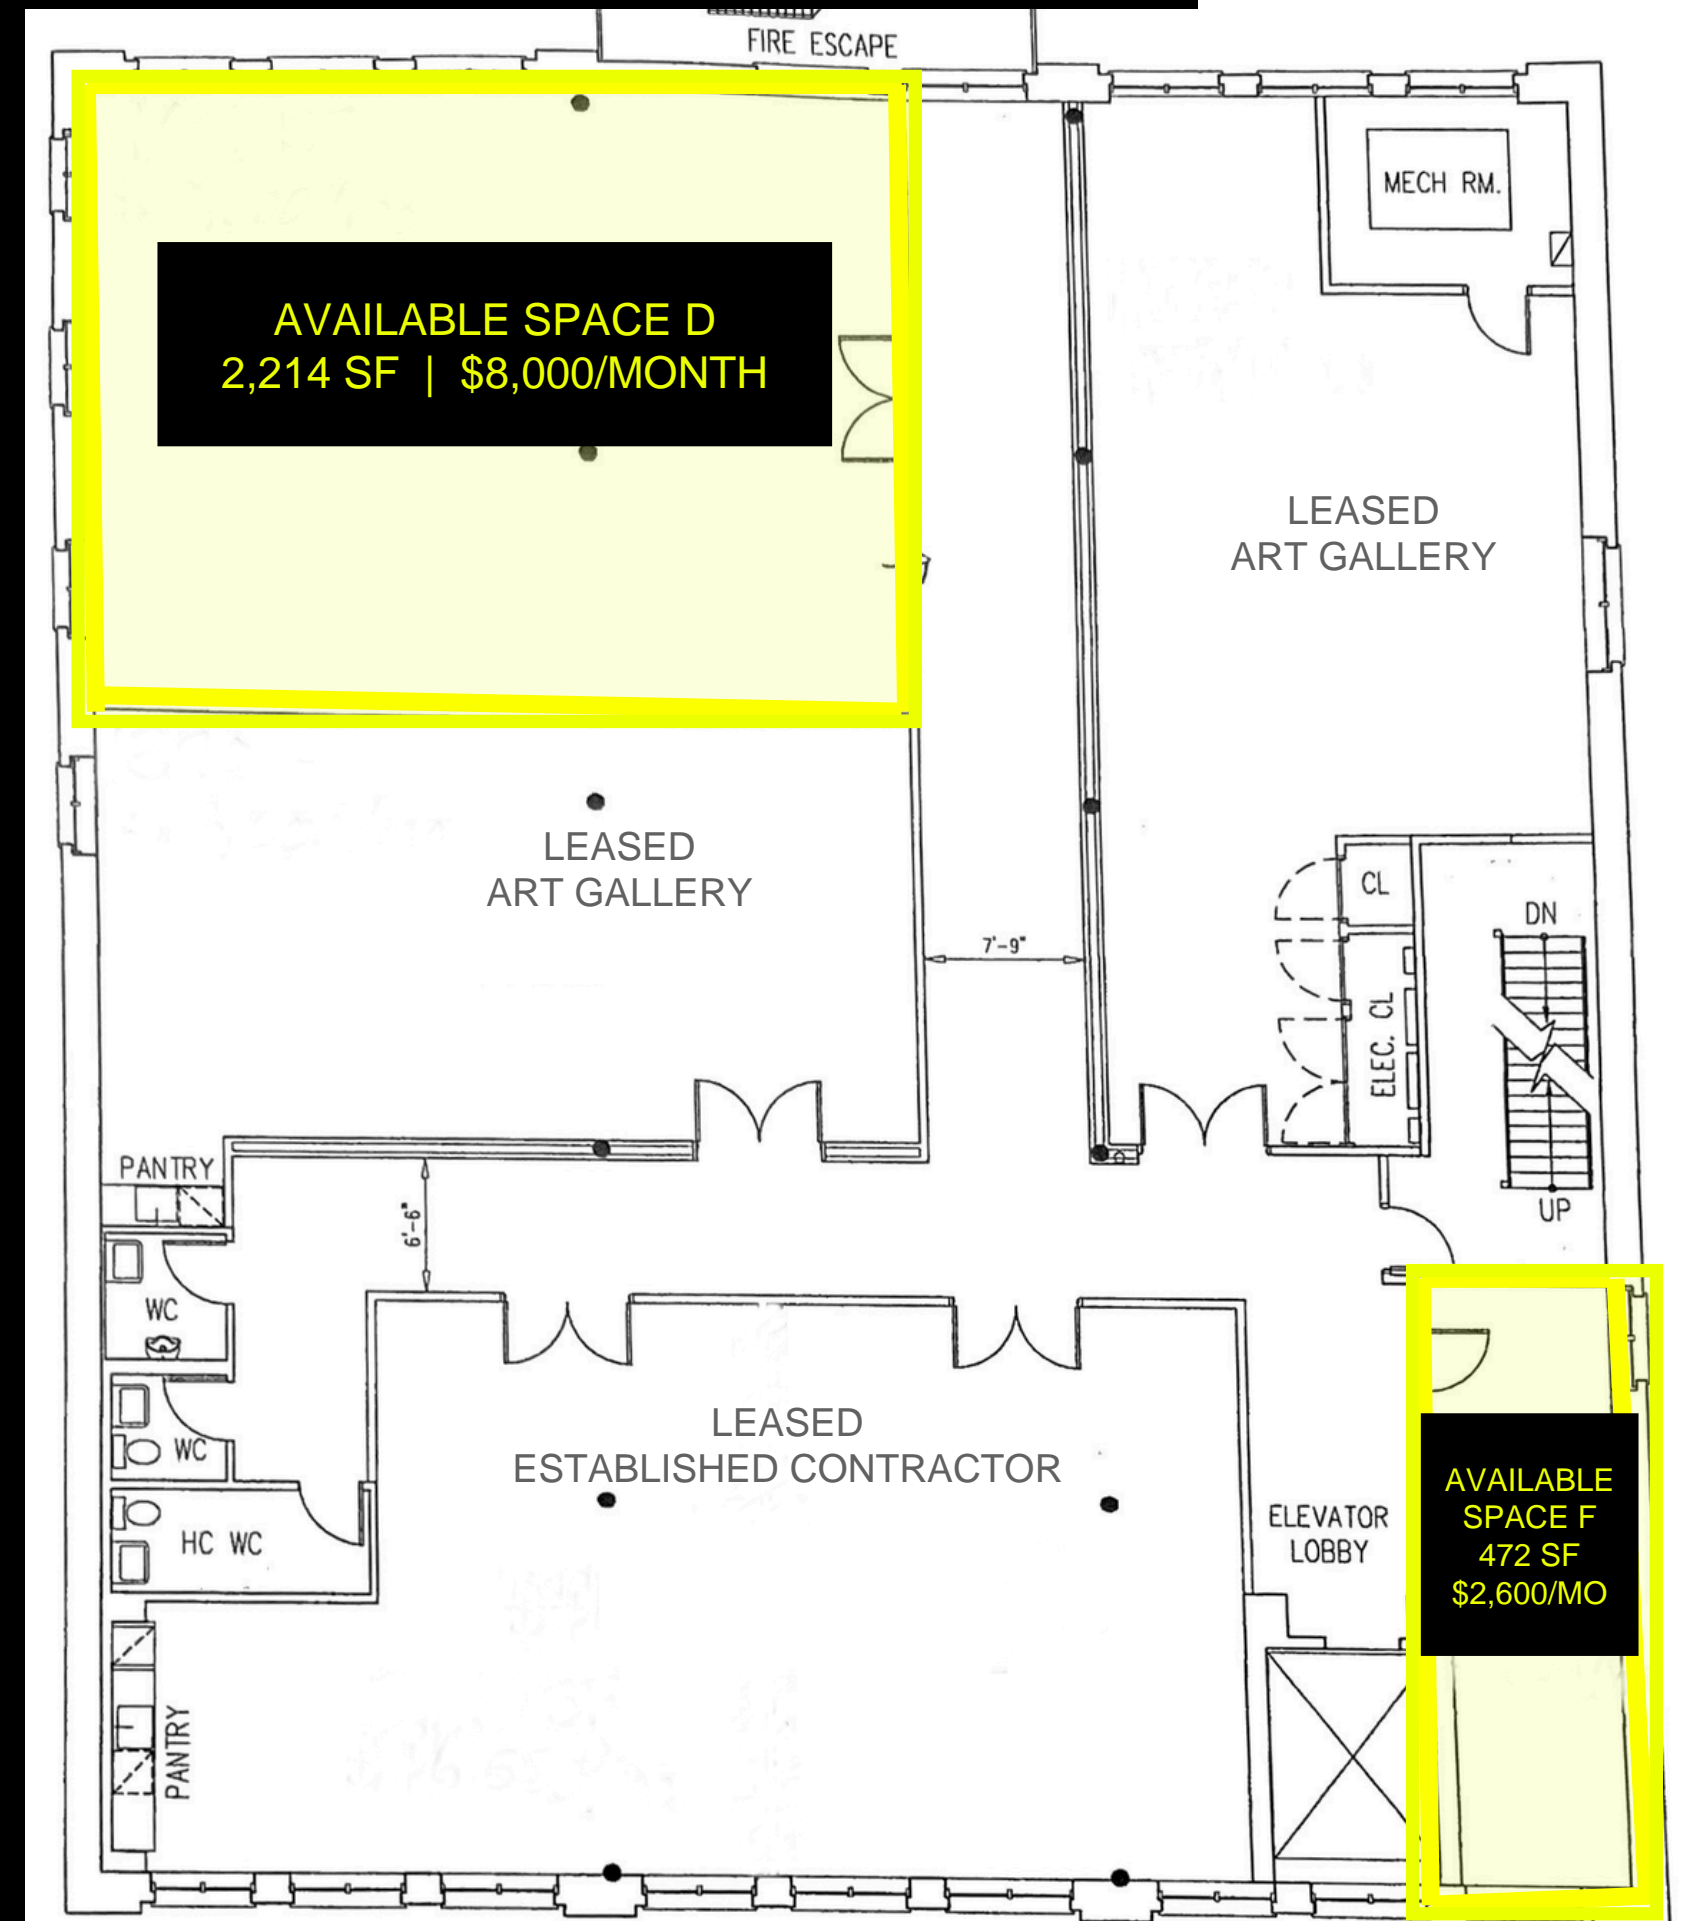 FIRE ESCAPE
MECH RM.
AVAILABLE SPACE D
2,214 SF | $8,000/MONTH
LEASED
ART GALLERY
LEASED
ART GALLERY
CL
DN
7'-9"
ELEC. CL
PANTRY
6'-6"
UP
WC
LEASED
ESTABLISHED CONTRACTOR
WC
HC WC
ELEVATOR
LOBBY
AVAILABLE
SPACE F
472 SF
$2,600/MO
PANTRY